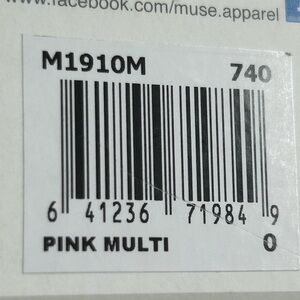 www.facebook.com/muse.apparel
M1910M 740
6 41236 71984 9
PINK MULTI 0